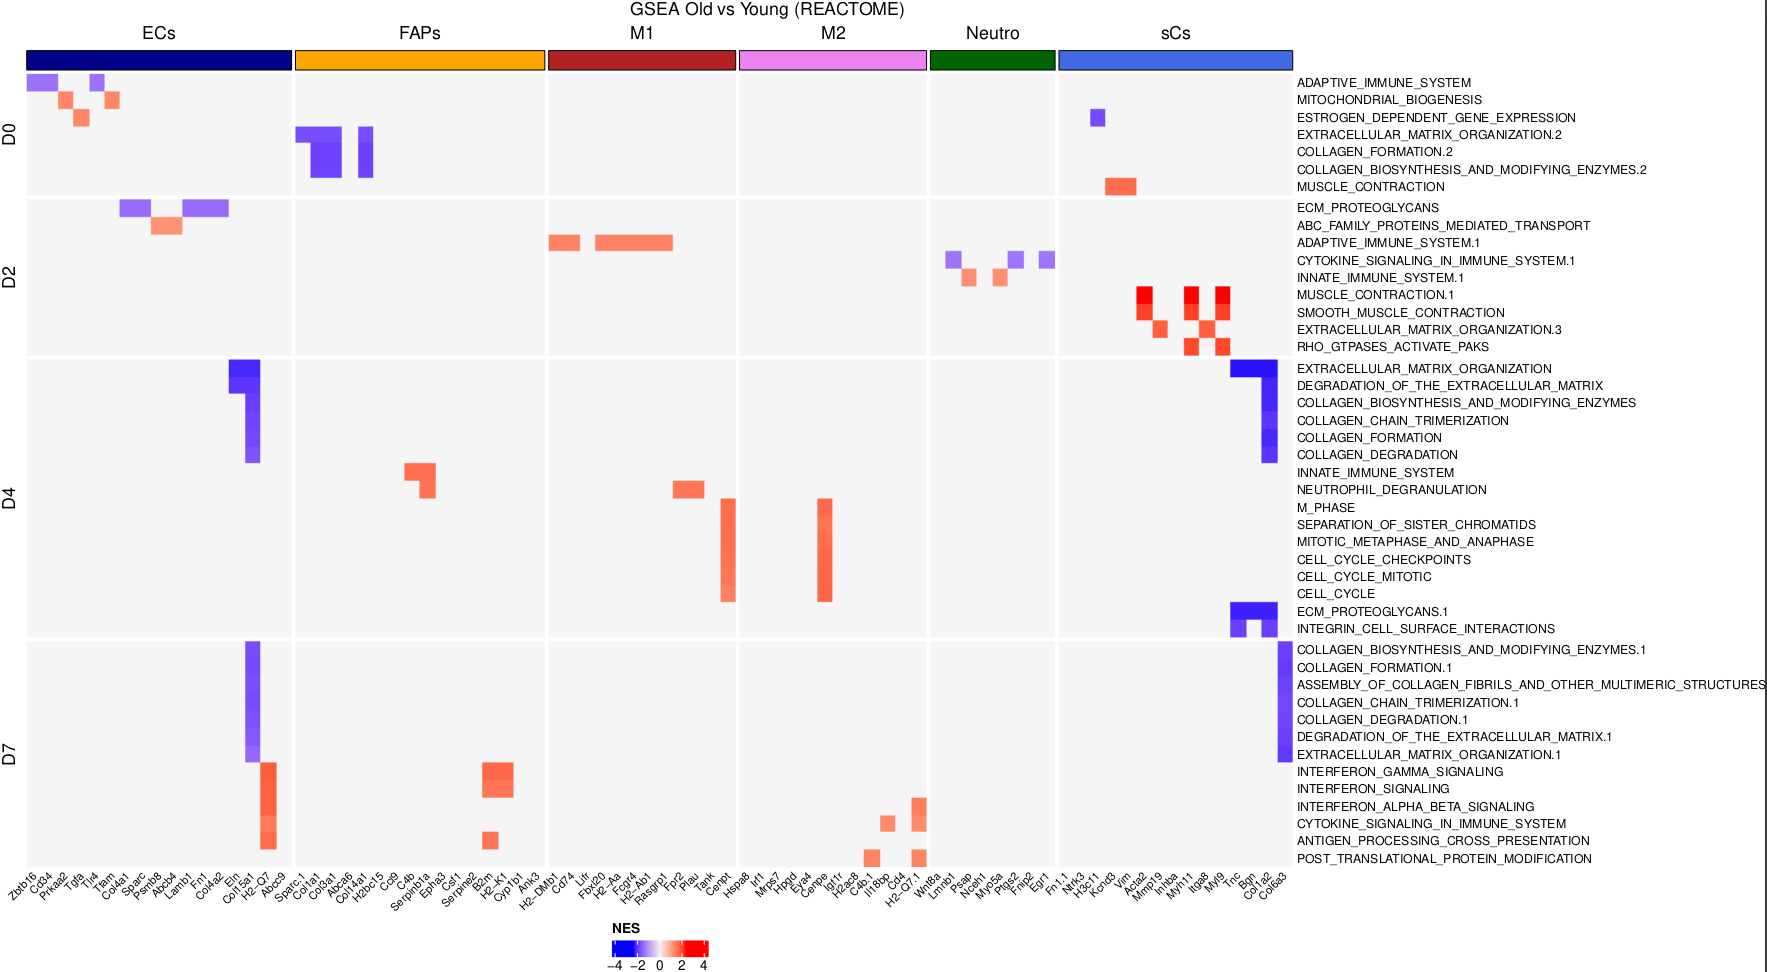 GSEA Old vs Young (REACTOME)
ECs FAPs M1 M2 Neutro sCs
D0
ADAPTIVE_IMMUNE_SYSTEM
MITOCHONDRIAL_BIOGENESIS
ESTROGEN_DEPENDENT_GENE_EXPRESSION
EXTRACELLULAR_MATRIX_ORGANIZATION.2
COLLAGEN_FORMATION.2
COLLAGEN_BIOSYNTHESIS_AND_MODIFYING_ENZYMES.2
MUSCLE_CONTRACTION
D2
ECM_PROTEOGLYCANS
ABC_FAMILY_PROTEINS_MEDIATED_TRANSPORT
ADAPTIVE_IMMUNE_SYSTEM.1
CYTOKINE_SIGNALING_IN_IMMUNE_SYSTEM.1
INNATE_IMMUNE_SYSTEM.1
MUSCLE_CONTRACTION.1
SMOOTH_MUSCLE_CONTRACTION
EXTRACELLULAR_MATRIX_ORGANIZATION.3
RHO_GTPASES_ACTIVATE_PAKS
D4
EXTRACELLULAR_MATRIX_ORGANIZATION
DEGRADATION_OF_THE_EXTRACELLULAR_MATRIX
COLLAGEN_BIOSYNTHESIS_AND_MODIFYING_ENZYMES
COLLAGEN_CHAIN_TRIMERIZATION
COLLAGEN_FORMATION
COLLAGEN_DEGRADATION
INNATE_IMMUNE_SYSTEM
NEUTROPHIL_DEGRANULATION
M_PHASE
SEPARATION_OF_SISTER_CHROMATIDS
MITOTIC_METAPHASE_AND_ANAPHASE
CELL_CYCLE_CHECKPOINTS
CELL_CYCLE_MITOTIC
CELL_CYCLE
ECM_PROTEOGLYCANS.1
INTEGRIN_CELL_SURFACE_INTERACTIONS
D7
COLLAGEN_BIOSYNTHESIS_AND_MODIFYING_ENZYMES.1
COLLAGEN_FORMATION.1
ASSEMBLY_OF_COLLAGEN_FIBRILS_AND_OTHER_MULTIMERIC_STRUCTURES
COLLAGEN_CHAIN_TRIMERIZATION.1
COLLAGEN_DEGRADATION.1
DEGRADATION_OF_THE_EXTRACELLULAR_MATRIX.1
EXTRACELLULAR_MATRIX_ORGANIZATION.1
INTERFERON_GAMMA_SIGNALING
INTERFERON_SIGNALING
INTERFERON_ALPHA_BETA_SIGNALING
CYTOKINE_SIGNALING_IN_IMMUNE_SYSTEM
ANTIGEN_PROCESSING_CROSS_PRESENTATION
POST_TRANSLATIONAL_PROTEIN_MODIFICATION
Zbtb16
Cd34
Prkaa2
Tgfa
Tlr4
Tfam
Col4a1
Sparc
Psmb8
Abcb4
Lamb1
Fn1
Col4a2
Eln
Col15a1
H2−Q7
Abcc9
Sparc.1
Col1a1
Col3a1
Abca6
Col14a1
H2bc15
Ccl9
C4b
Serpinb1a
Epha3
Csf1
Serpine2
B2m
H2−K1
Cyp1b1
Ank3
H2−DMb1
Cd74
Lifr
Fbxl20
H2−Aa
Fcgr4
H2−Ab1
Rasgrp1
Fpr2
Plau
Tank
Cenpt
Hspa8
Irf1
Mrps7
Hpgd
Eya4
Cenpe
Igf1r
H2ac8
C4b.1
Il18bp
Cd4
H2−Q7.1
Wnt8a
Lmnb1
Psap
Nceh1
Myo5a
Ptgs2
Fnip2
Egr1
Fn1.1
Ntrk3
H3c11
Kcnd3
Vim
Acta2
Mmp19
Inhba
Myh11
Itga8
Myl9
Tnc
Bgn
Col1a2
Col6a3
NES
−4 −2 0 2 4